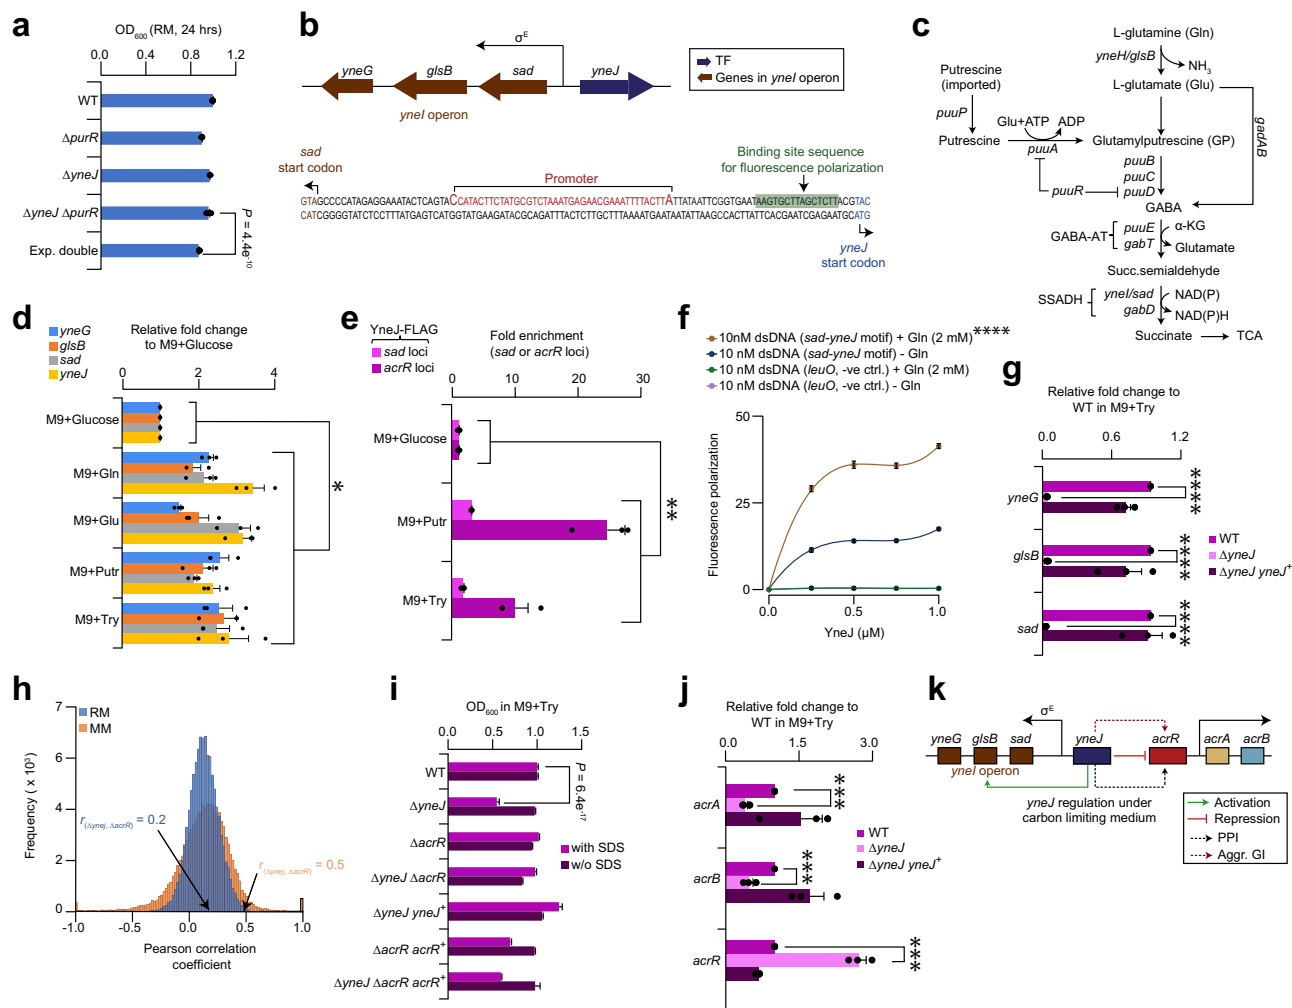 a
OD600 (RM, 24 hrs)
0.0 0.4 0.8 1.2
WT
ΔpurR
ΔyneJ
ΔyneJ ΔpurR
Exp. double
P = 4.4e-10
b
σE
yneG glsB sad yneJ
yneI operon
TF
Genes in yneI operon
sad
start codon
Promoter
Binding site sequence
for fluorescence polarization
yneJ
start codon
c
L-glutamine (Gln)
yneH/glsB
NH3
L-glutamate (Glu)
Putrescine
(imported)
puuP
Glu+ATP ADP
Putrescine
puuA
Glutamylputrescine (GP)
gadAB
puuB
puuC
puuD
puuR
GABA
GABA-AT
puuE
gabT
α-KG
Glutamate
Succ.semialdehyde
SSADH
yneI/sad
gabD
NAD(P)
NAD(P)H
Succinate
TCA
d
yneG
glsB
sad
yneJ
Relative fold change
to M9+Glucose
0 2 4
M9+Glucose
M9+Gln
M9+Glu
M9+Putr
M9+Try
*
e
YneJ-FLAG
sad loci
acrR loci
Fold enrichment
(sad or acrR loci)
0 10 20 30
M9+Glucose
M9+Putr
M9+Try
**
f
10nM dsDNA (sad-yneJ motif) + Gln (2 mM)****
10 nM dsDNA (sad-yneJ motif) - Gln
10 nM dsDNA (leuO, -ve ctrl.) + Gln (2 mM)
10 nM dsDNA (leuO, -ve ctrl.) - Gln
Fluorescence polarization
50
25
0
0.0 0.5 1.0
YneJ (μM)
g
Relative fold change to
WT in M9+Try
0.0 0.6 1.2
yneG
glsB
sad
****
****
****
WT
ΔyneJ
ΔyneJ yneJ+
h
RM
MM
Frequency ( × 10³)
7
6
4
2
0
r(Δynej, ΔacrR) = 0.2
r(Δynej, ΔacrR) = 0.5
-1.0 0.5 0.0 0.5 1.0
Pearson correlation
coefficient
i
OD600 in M9+Try
0.0 0.5 1.0 1.5
WT
ΔyneJ
ΔacrR
ΔyneJ ΔacrR
ΔyneJ yneJ+
ΔacrR acrR+
ΔyneJ ΔacrR acrR+
P = 6.4e-17
with SDS
w/o SDS
j
Relative fold change to
WT in M9+Try
0.0 1.5 3.0
acrA
acrB
acrR
***
***
***
WT
ΔyneJ
ΔyneJ yneJ+
k
σE
yneG glsB sad yneJ acrR acrA acrB
yneI operon
yneJ regulation under
carbon limiting medium
Activation
Repression
PPI
Aggr. GI